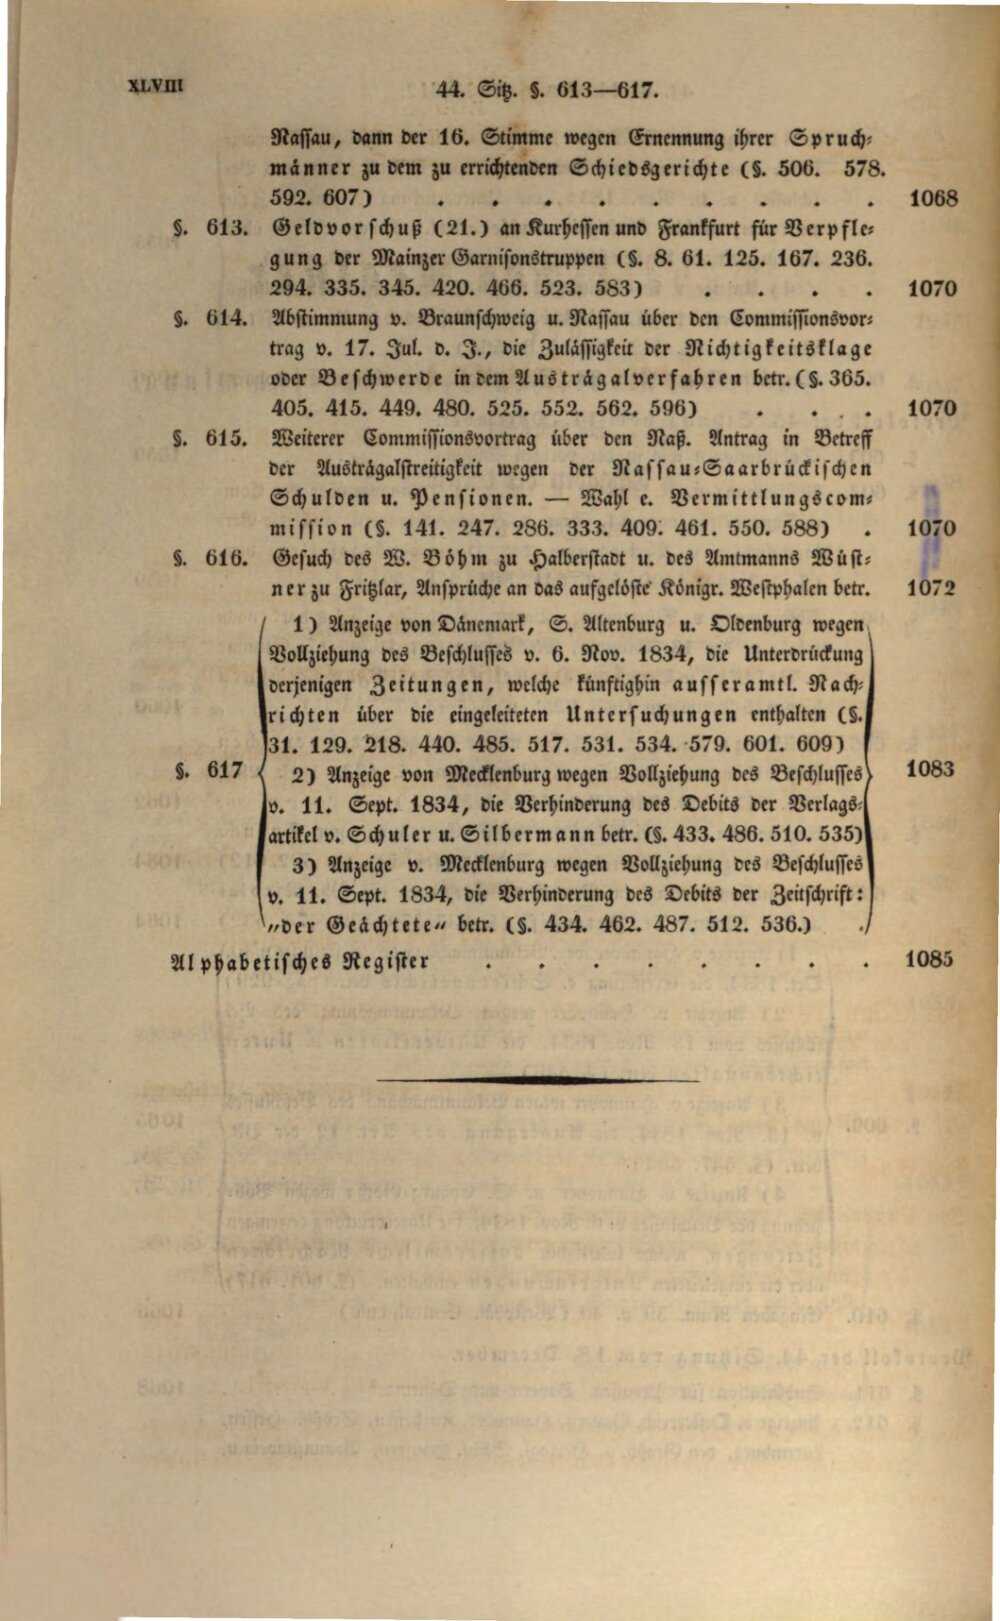 XLVIII
44. Sitz. §. 613—617.
Nassau, dann der 16. Stimme wegen Ernennung ihrer Spruch-
männer zu dem zu errichtenden Schiedsgerichte (§. 506. 578.
592. 607) . . . . . . . . . 1068
§. 613. Geldvorschuß (21.) an Kurhessen und Frankfurt für Verpfle-
gung der Mainzer Garnisonstruppen (§. 8. 61. 125. 167. 236.
294. 335. 345. 420. 466. 523. 583) . . . . 1070
§. 614. Abstimmung v. Braunschweig u. Nassau über den Commissionsvor-
trag v. 17. Jul. d. J., die Zulässigkeit der Nichtigkeitsklage
oder Beschwerde in dem Austrägalverfahren betr. (§. 365.
405. 415. 449. 480. 525. 552. 562. 596) . . . . 1070
§. 615. Weiterer Commissionsvortrag über den Naß. Antrag in Betreff
der Austrägalstreitigkeit wegen der Nassau-Saarbrückischen
Schulden u. Pensionen. — Wahl e. Vermittlungscom-
mission (§. 141. 247. 286. 333. 409. 461. 550. 588) . 1070
§. 616. Gesuch des W. Böhm zu Halberstadt u. des Amtmanns Wüst-
ner zu Fritzlar, Ansprüche an das aufgelöste Königr. Westphalen betr. 1072
1) Anzeige von Dänemark, S. Altenburg u. Oldenburg wegen
Vollziehung des Beschlusses v. 6. Nov. 1834, die Unterdrückung
derjenigen Zeitungen, welche künftighin ausseramtl. Nach-
richten über die eingeleiteten Untersuchungen enthalten (§.
31. 129. 218. 440. 485. 517. 531. 534. 579. 601. 609)
§. 617 2) Anzeige von Mecklenburg wegen Vollziehung des Beschlusses 1083
v. 11. Sept. 1834, die Verhinderung des Debits der Verlags-
artikel v. Schuler u. Silbermann betr. (§. 433. 486. 510. 535)
3) Anzeige v. Mecklenburg wegen Vollziehung des Beschlusses
v. 11. Sept. 1834, die Verhinderung des Debits der Zeitschrift:
„der Geächtete" betr. (§. 434. 462. 487. 512. 536.) .
Alphabetisches Register . . . . . . . . 1085